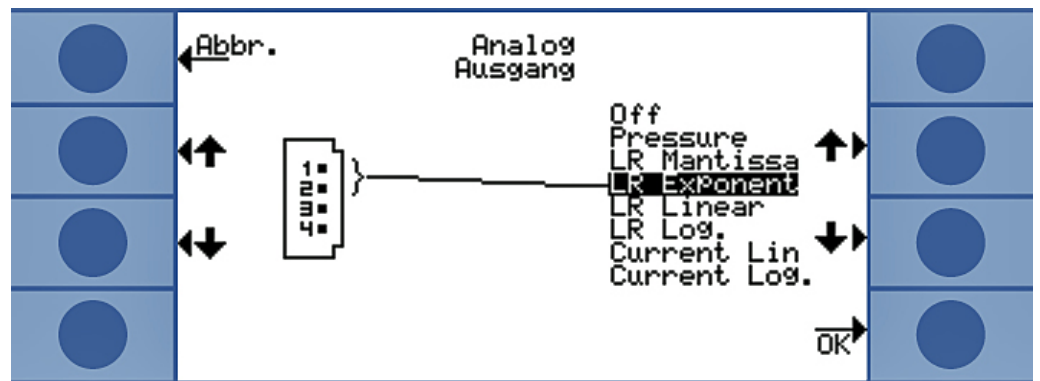 Abbr.
Analog
Ausgang
1
2
3
4
Off
Pressure
LR Mantissa
LR Exponent
LR Linear
LR Log.
Current Lin
Current Log.
OK